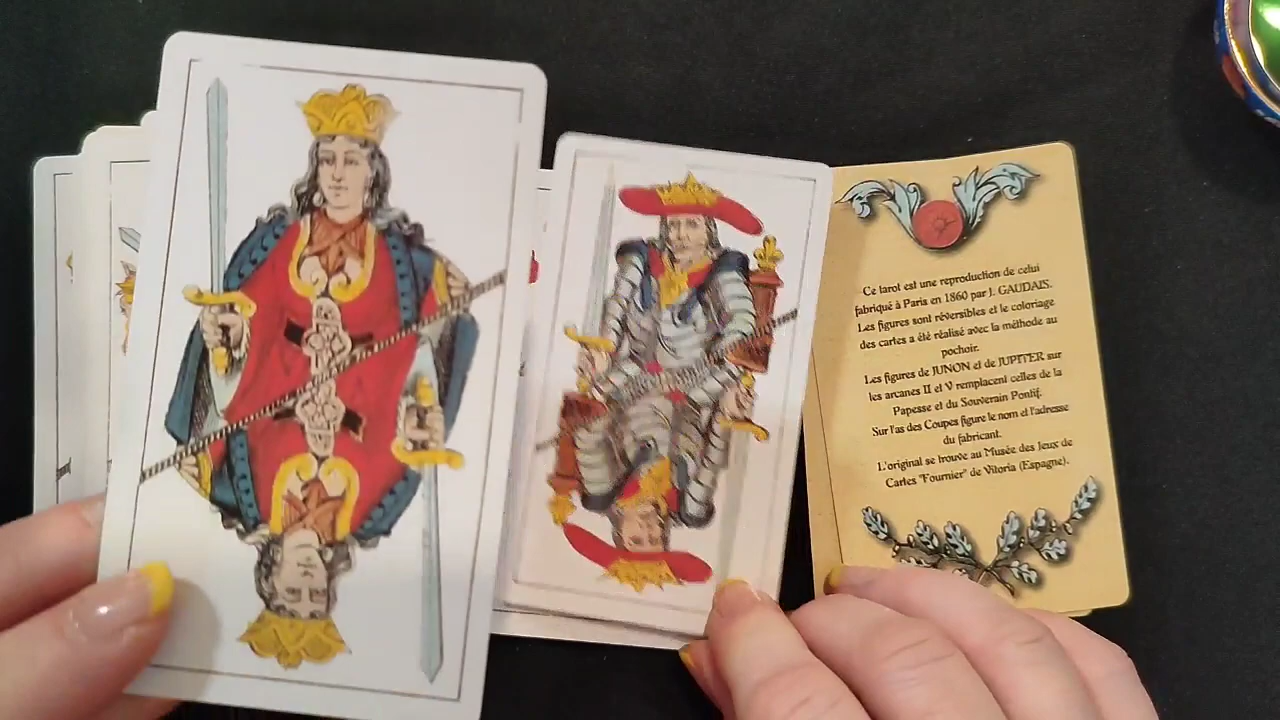 Ce tarot est une reproduction de celui
fabriqué à Paris en 1860 par J. GAUDAIS.
Les figures sont réversibles et le coloriage
des cartes a été réalisé avec la méthode au
pochoir.
Les figures de JUNON et de JUPITER sur
les arcanes II et V remplacent celles de la
Papesse et du Souverain Pontif.
Sur l'as des Coupes figure le nom et l'adresse
du fabricant.
L'original se trouve au Musée des Jeux de
Cartes "Fournier" de Vitoria (Espagne).